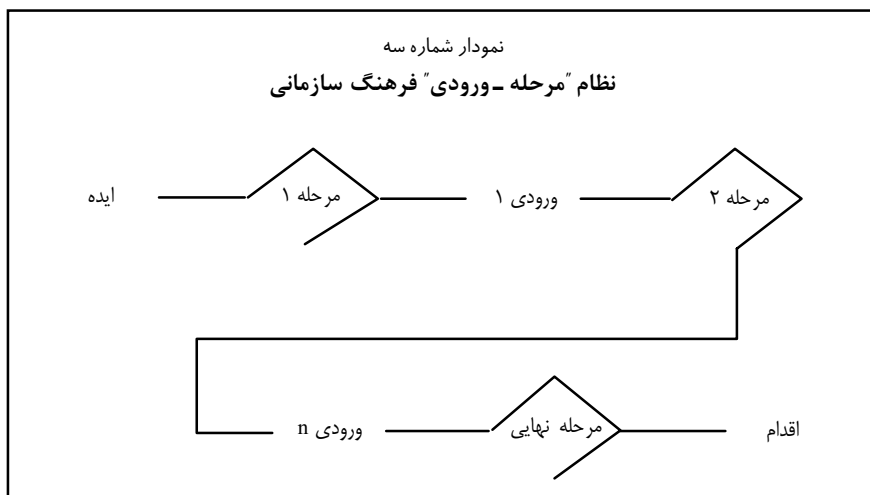 نمودار شماره سه
نظام "مرحله ـ ورودی" فرهنگ سازمانی
ایده
مرحله ۱
ورودی ۱
مرحله ۲
ورودی n
مرحله نهایی
اقدام